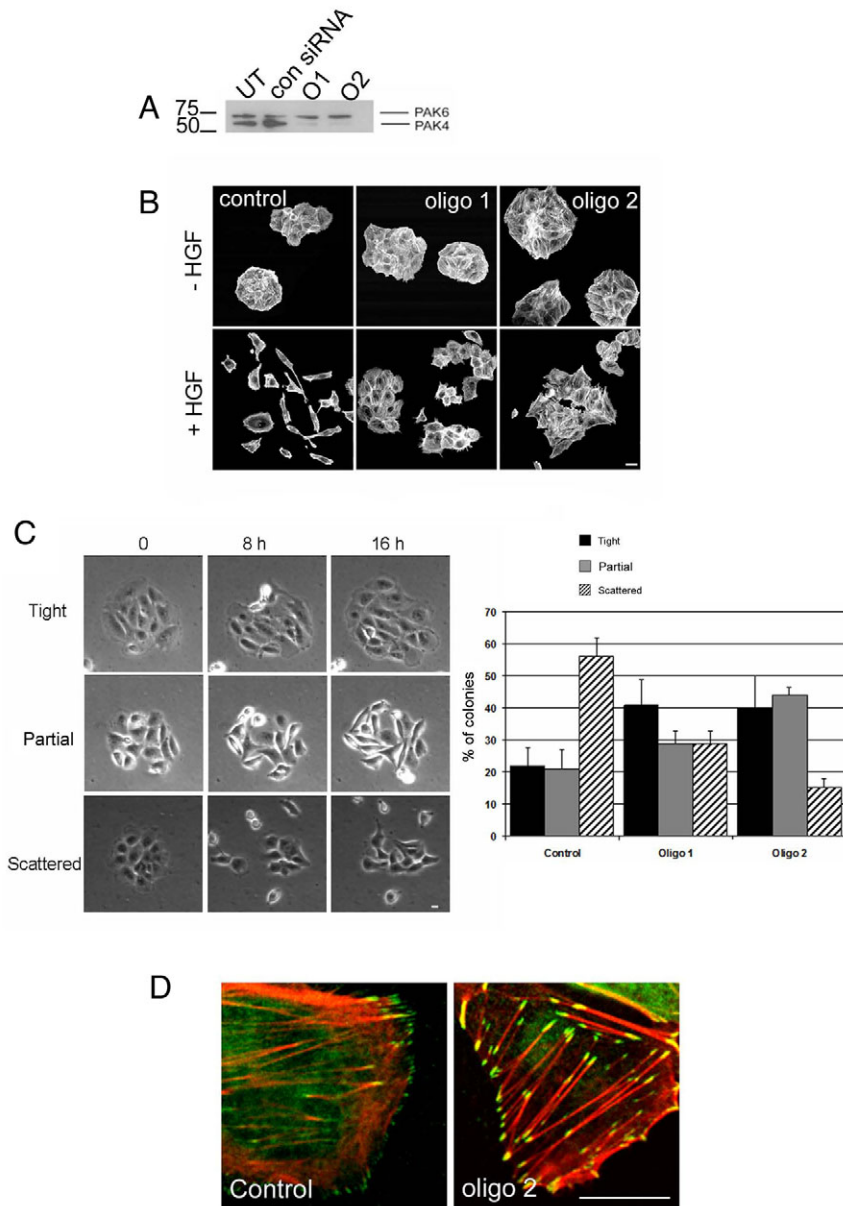 A
UT
con siRNA
O1
O2
75
50
PAK6
PAK4
B
control
oligo 1
oligo 2
- HGF
+ HGF
C
0
8 h
16 h
Tight
Partial
Scattered
Tight
Partial
Scattered
% of colonies
70
60
50
40
30
20
10
0
Control
Oligo 1
Oligo 2
D
Control
oligo 2